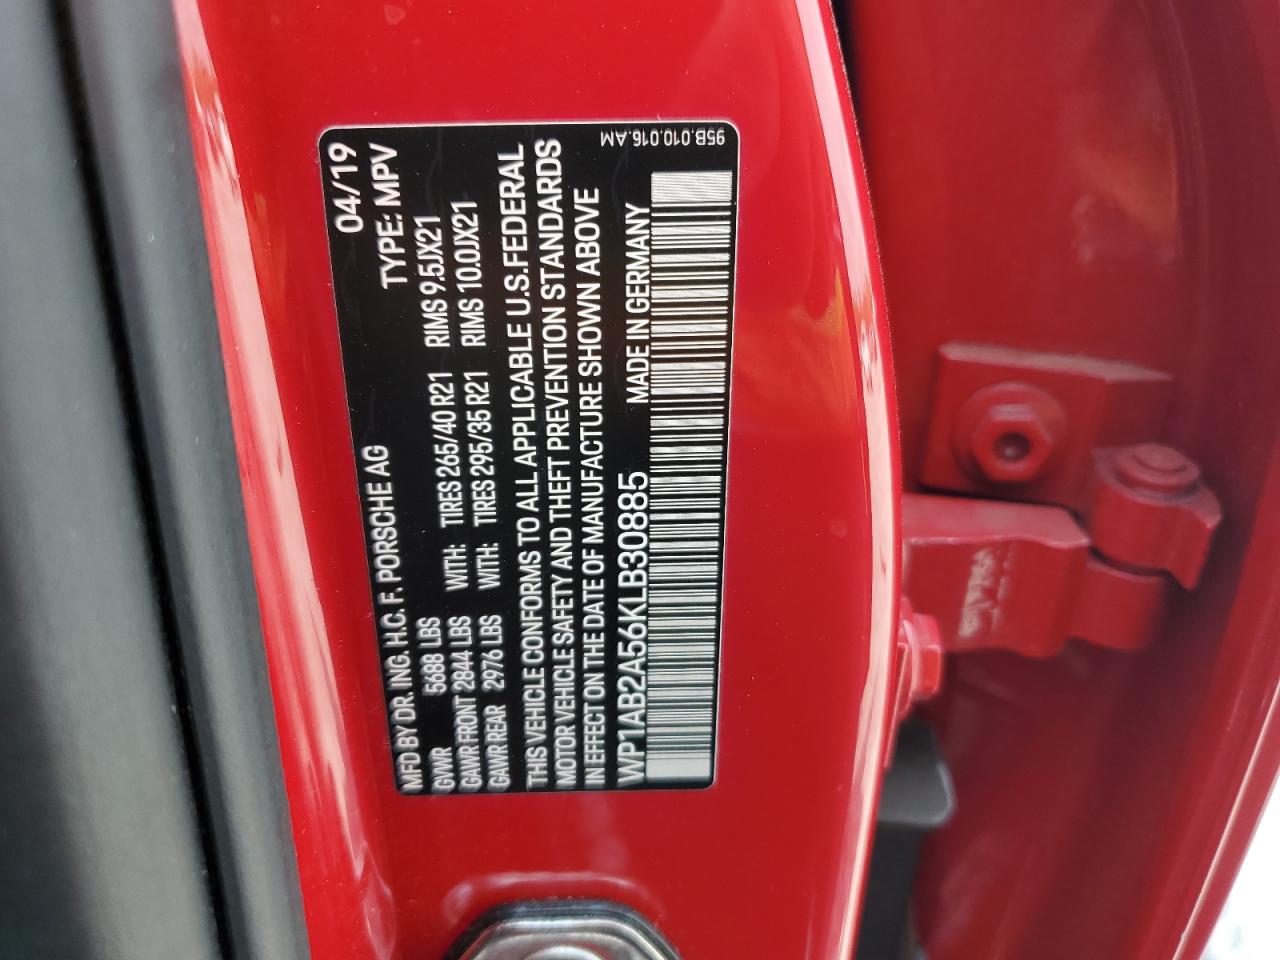 04/19
MFD BY DR. ING. H.C. F. PORSCHE AG TYPE: MPV
GVWR 5688 LBS
GAWR FRONT 2844 LBS WITH: TIRES 265/40 R21 RIMS 9.5JX21
GAWR REAR 2976 LBS WITH: TIRES 295/35 R21 RIMS 10.0JX21
THIS VEHICLE CONFORMS TO ALL APPLICABLE U.S.FEDERAL
MOTOR VEHICLE SAFETY AND THEFT PREVENTION STANDARDS
IN EFFECT ON THE DATE OF MANUFACTURE SHOWN ABOVE
WP1AB2A56KLB30885 MADE IN GERMANY
95B.010.016.AM